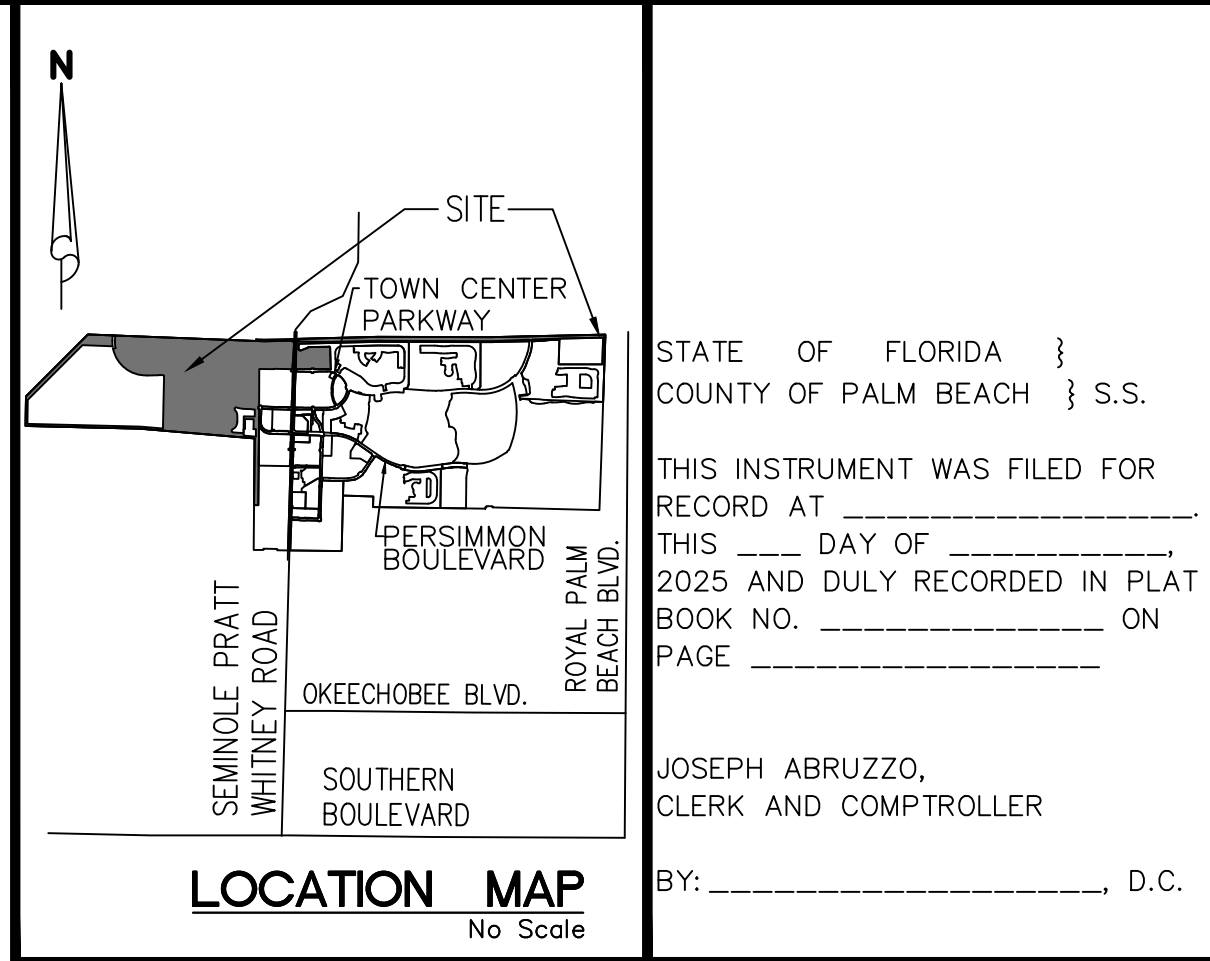 N
SITE
TOWN CENTER
PARKWAY
PERSIMMON
BOULEVARD
ROYAL PALM
BEACH BLVD.
SEMINOLE PRATT
WHITNEY ROAD
OKEECHOBEE BLVD.
SOUTHERN
BOULEVARD
LOCATION MAP
No Scale
STATE OF FLORIDA }
COUNTY OF PALM BEACH } S.S.
THIS INSTRUMENT WAS FILED FOR
RECORD AT ________________.
THIS ___ DAY OF __________,
2025 AND DULY RECORDED IN PLAT
BOOK NO. _____________ ON
PAGE ________________
JOSEPH ABRUZZO,
CLERK AND COMPTROLLER
BY: __________________, D.C.